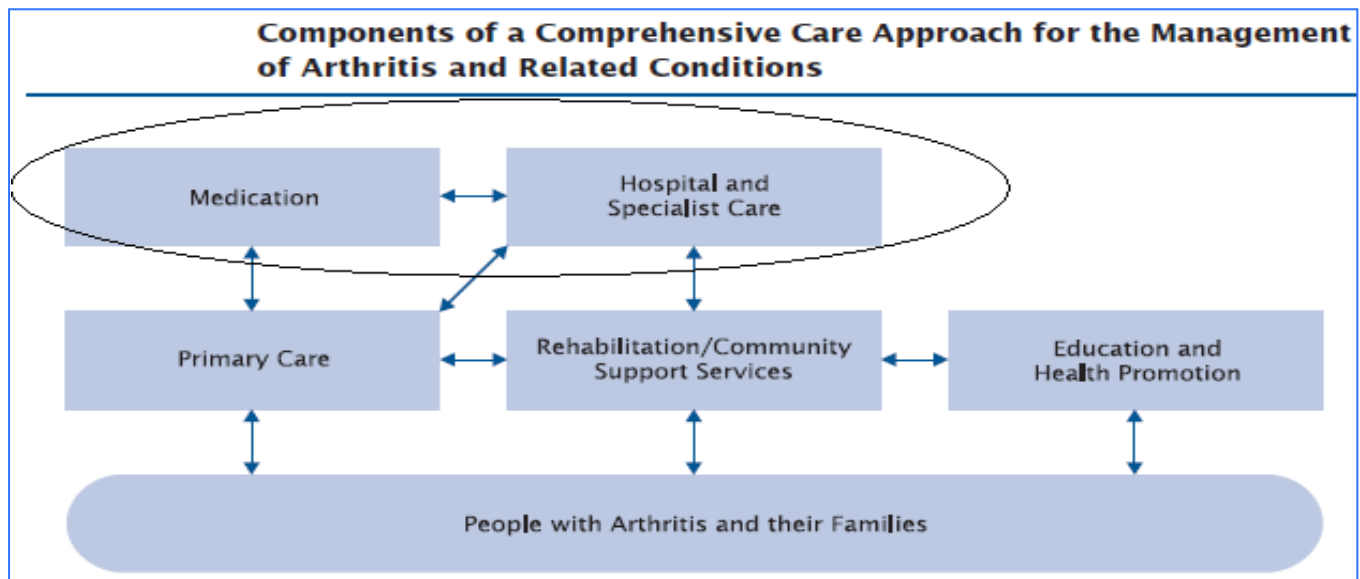 Components of a Comprehensive Care Approach for the Management
of Arthritis and Related Conditions
Medication
Hospital and
Specialist Care
Primary Care
Rehabilitation/Community
Support Services
Education and
Health Promotion
People with Arthritis and their Families